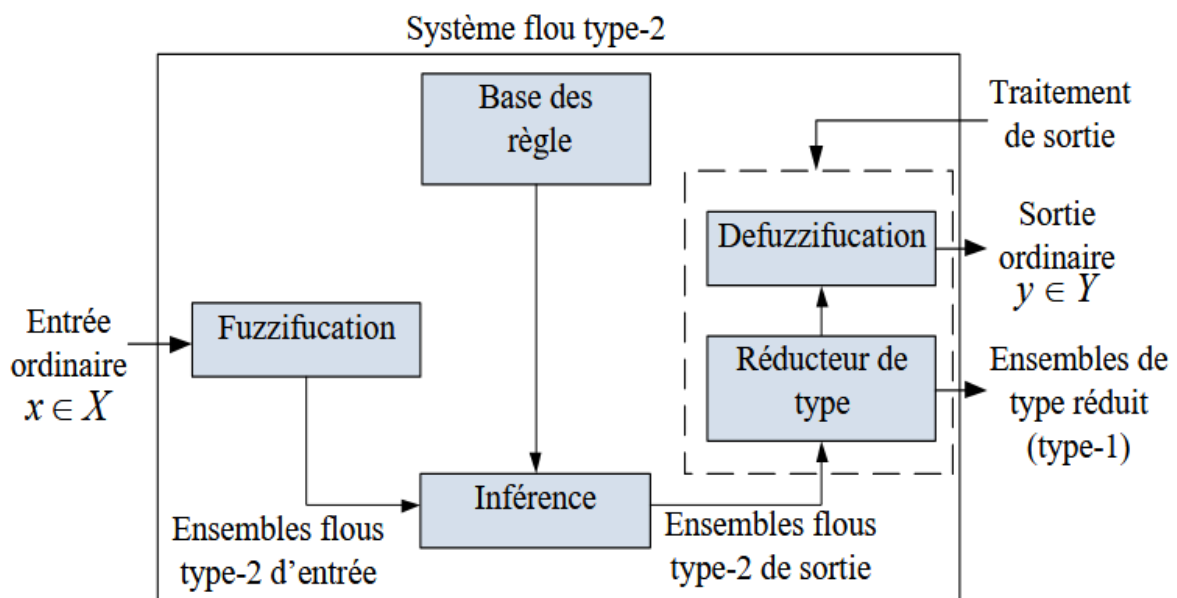 Système flou type-2
Base des
règle
Traitement
de sortie
Defuzzifucation
Sortie
ordinaire
y ∈ Y
Entrée
ordinaire
x ∈ X
Fuzzifucation
Réducteur de
type
Ensembles de
type réduit
(type-1)
Inférence
Ensembles flous
type-2 d’entrée
Ensembles flous
type-2 de sortie